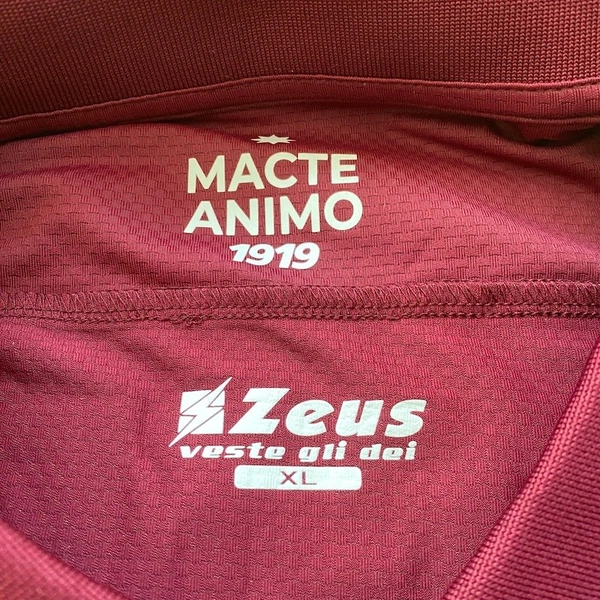 MACTE
ANIMO
1919
Zeus
veste gli dei
XL